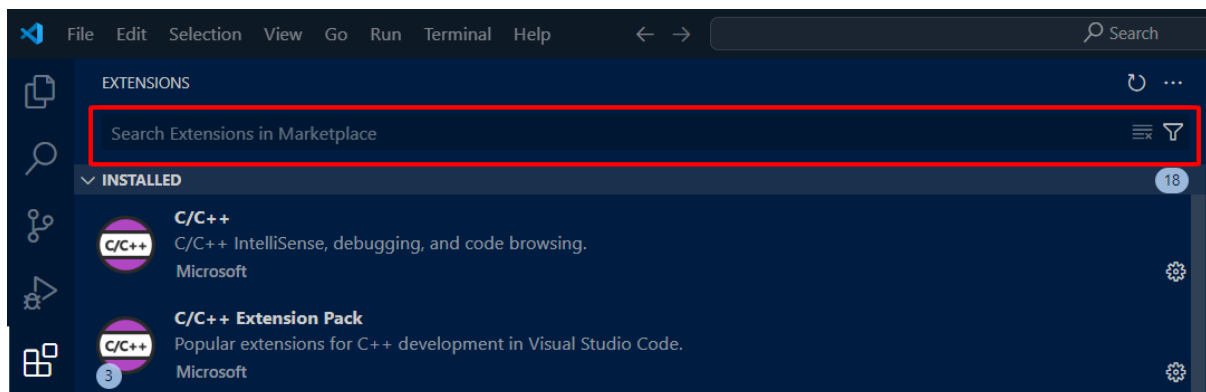 File Edit Selection View Go Run Terminal Help Search
EXTENSIONS
Search Extensions in Marketplace
INSTALLED 18
C/C++
C/C++ C/C++ IntelliSense, debugging, and code browsing.
Microsoft
C/C++ Extension Pack
C/C++ Popular extensions for C++ development in Visual Studio Code.
3 Microsoft